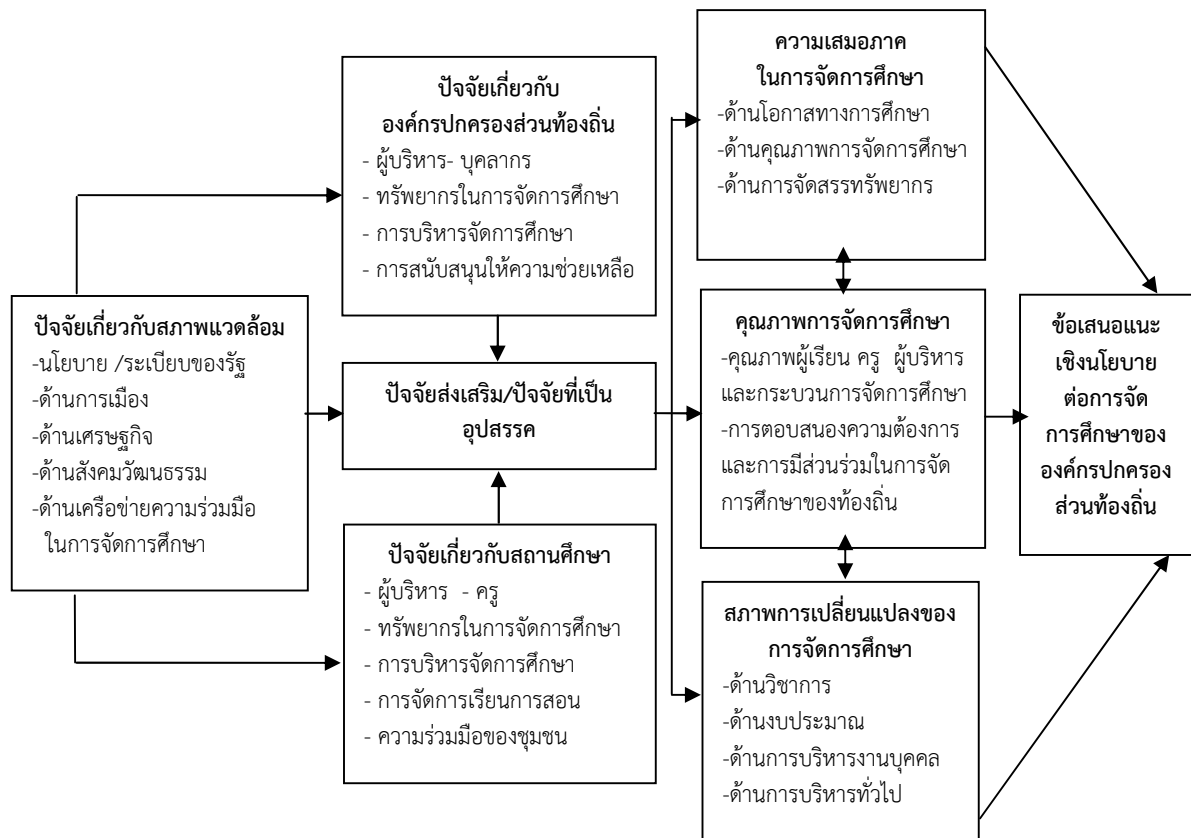 ปัจจัยเกี่ยวกับสภาพแวดล้อม
-นโยบาย /ระเบียบของรัฐ
-ด้านการเมือง
-ด้านเศรษฐกิจ
-ด้านสังคมวัฒนธรรม
-ด้านเครือข่ายความร่วมมือ
ในการจัดการศึกษา
ปัจจัยเกี่ยวกับ
องค์กรปกครองส่วนท้องถิ่น
- ผู้บริหาร- บุคลากร
- ทรัพยากรในการจัดการศึกษา
- การบริหารจัดการศึกษา
- การสนับสนุนให้ความช่วยเหลือ
ปัจจัยส่งเสริม/ปัจจัยที่เป็น
อุปสรรค
ปัจจัยเกี่ยวกับสถานศึกษา
- ผู้บริหาร - ครู
- ทรัพยากรในการจัดการศึกษา
- การบริหารจัดการศึกษา
- การจัดการเรียนการสอน
- ความร่วมมือของชุมชน
ความเสมอภาค
ในการจัดการศึกษา
-ด้านโอกาสทางการศึกษา
-ด้านคุณภาพการจัดการศึกษา
-ด้านการจัดสรรทรัพยากร
คุณภาพการจัดการศึกษา
-คุณภาพผู้เรียน ครู ผู้บริหาร
และกระบวนการจัดการศึกษา
-การตอบสนองความต้องการ
และการมีส่วนร่วมในการจัด
การศึกษาของท้องถิ่น
สภาพการเปลี่ยนแปลงของ
การจัดการศึกษา
-ด้านวิชาการ
-ด้านงบประมาณ
-ด้านการบริหารงานบุคคล
-ด้านการบริหารทั่วไป
ข้อเสนอแนะ
เชิงนโยบาย
ต่อการจัด
การศึกษาของ
องค์กรปกครอง
ส่วนท้องถิ่น